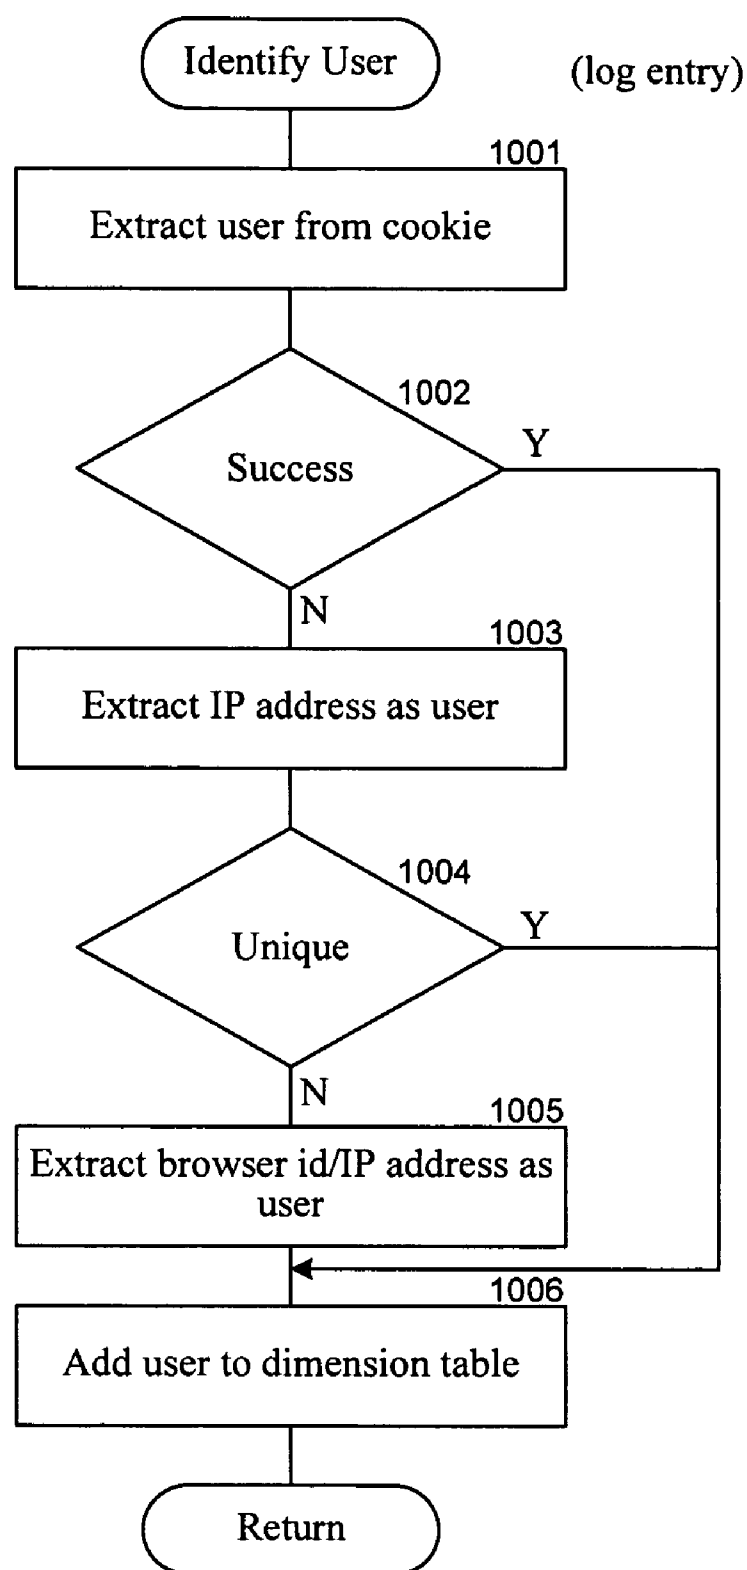 Identify User
(log entry)
1001
Extract user from cookie
1002
Success
Y
N
1003
Extract IP address as user
1004
Unique
Y
N
1005
Extract browser id/IP address as
user
1006
Add user to dimension table
Return